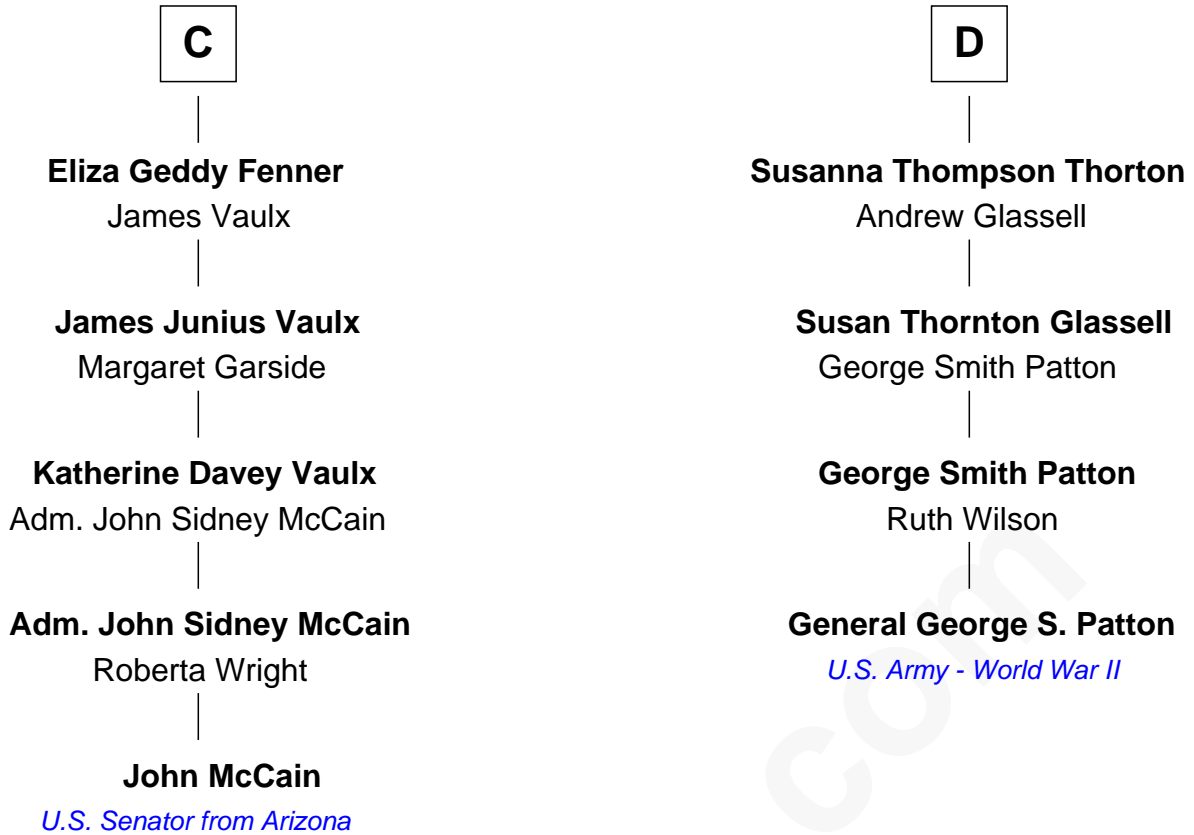 C
Eliza Geddy Fenner
James Vaulx
James Junius Vaulx
Margaret Garside
Katherine Davey Vaulx
Adm. John Sidney McCain
Adm. John Sidney McCain
Roberta Wright
John McCain
U.S. Senator from Arizona
D
Susanna Thompson Thorton
Andrew Glassell
Susan Thornton Glassell
George Smith Patton
George Smith Patton
Ruth Wilson
General George S. Patton
U.S. Army - World War II
com